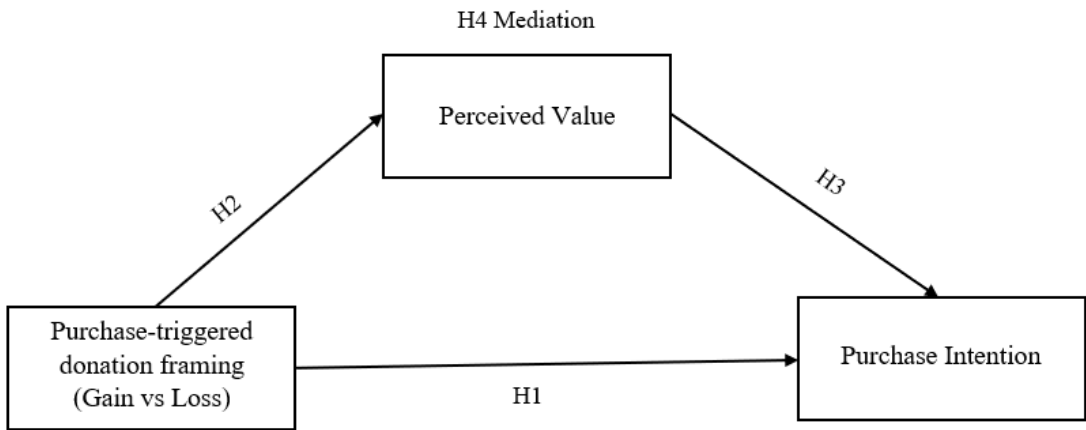 H4 Mediation
Perceived Value
H2
H3
Purchase-triggered
donation framing
(Gain vs Loss)
H1
Purchase Intention